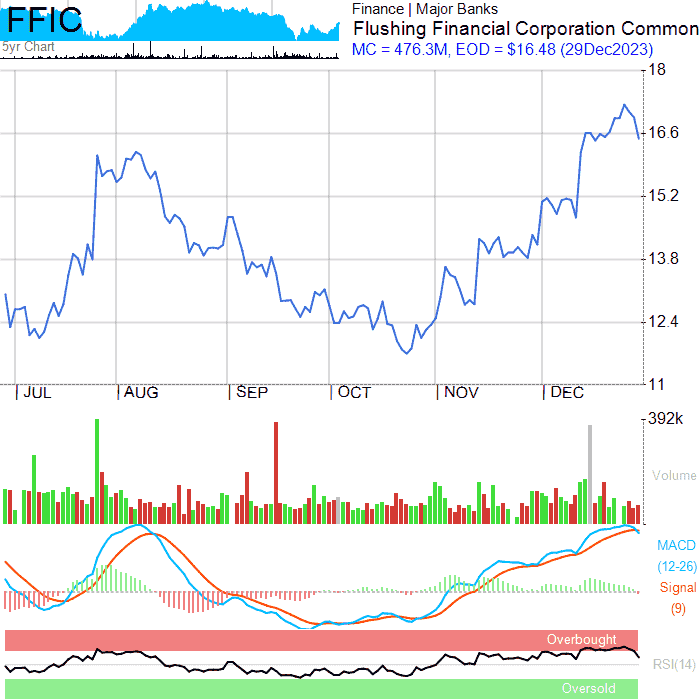 FFIC
5yr Chart
Finance | Major Banks
Flushing Financial Corporation Common
MC = 476.3M, EOD = $16.48 (29Dec2023)
18
16.6
15.2
13.8
12.4
11
JUL AUG SEP OCT NOV DEC
392k
Volume
MACD
(12-26)
Signal
(9)
Overbought
RSI(14)
Oversold